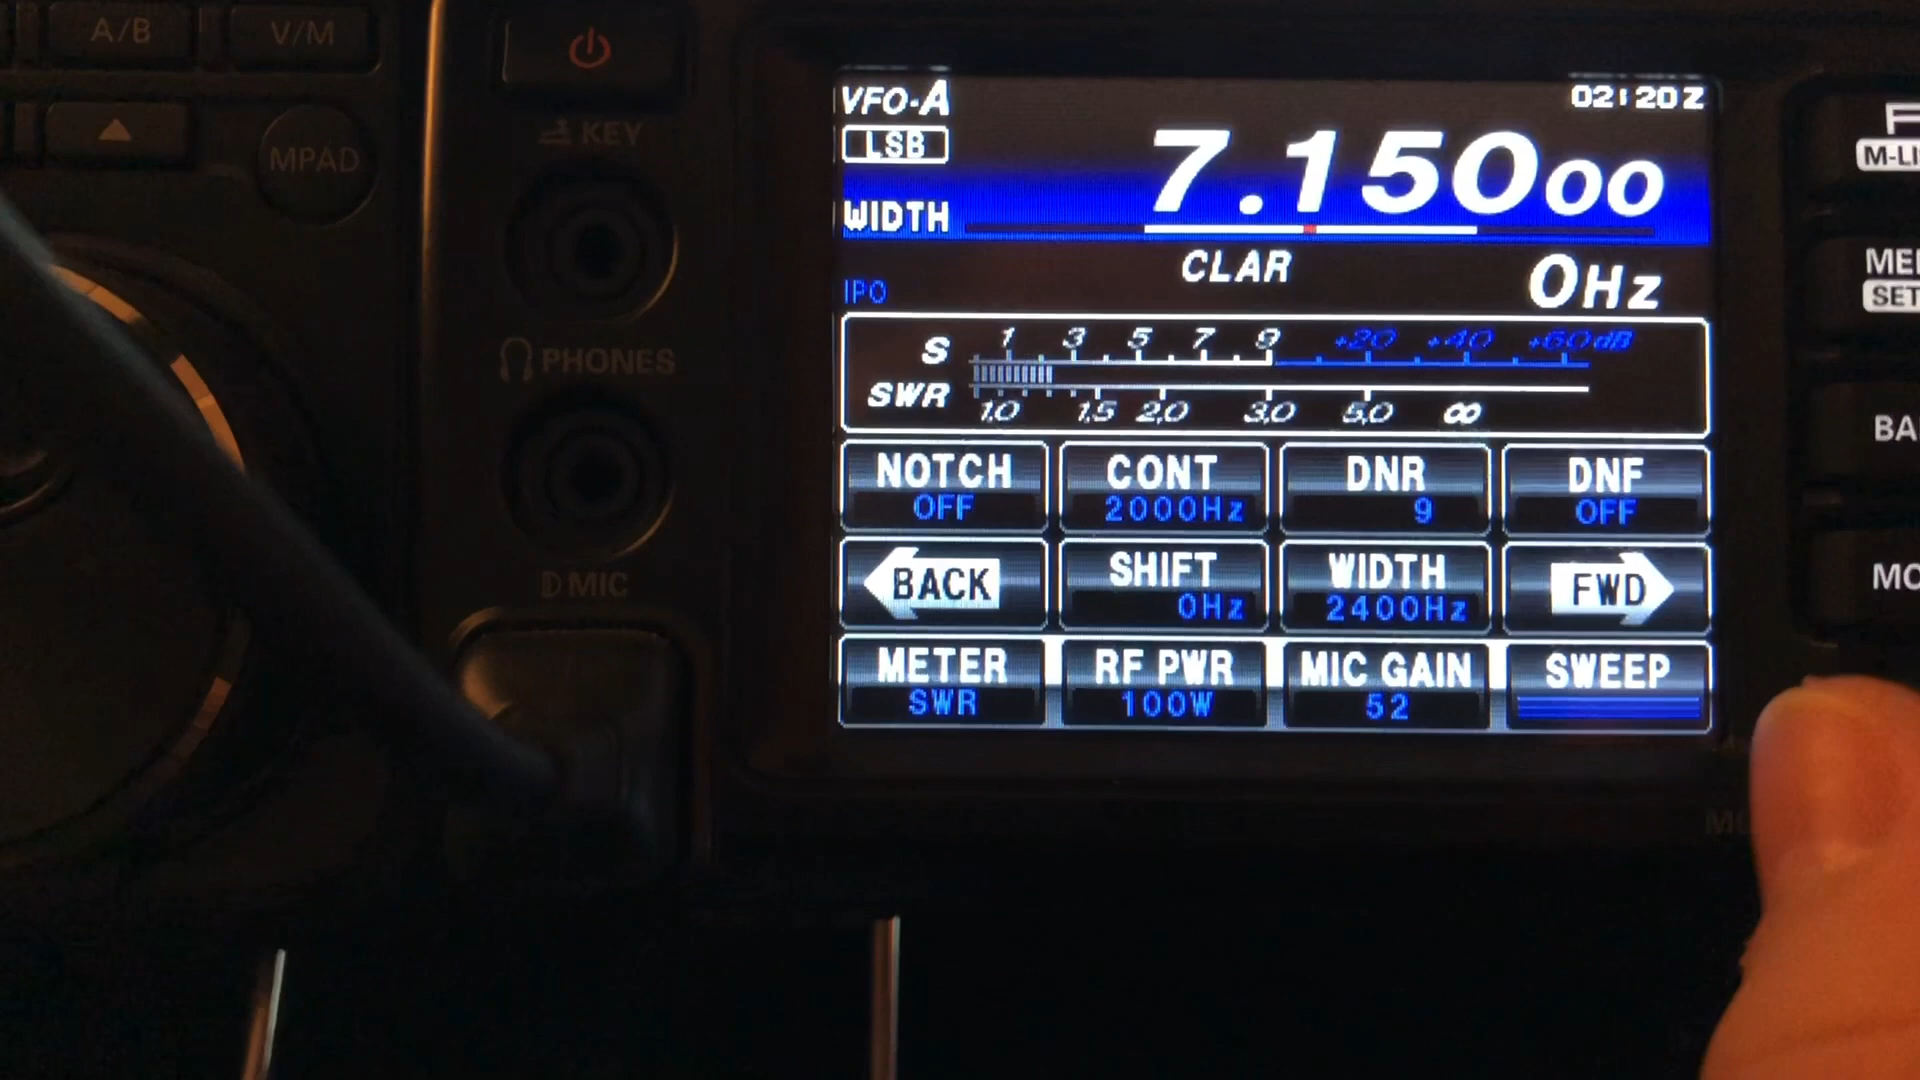 A/B V/M
MPAD
KEY
PHONES
MIC
VFO-A
02:20Z
LSB
7.15000
WIDTH
CLAR
0Hz
IPO
S 1 3 5 7 9 +20 +40 +60dB
SWR 1.0 1.5 2.0 3.0 5.0 ∞
NOTCH CONT DNR DNF
OFF 2000Hz 9 OFF
BACK SHIFT WIDTH FWD
0Hz 2400Hz
METER RF PWR MIC GAIN SWEEP
SWR 100W 52
M-LI
ME
SET
BA
MO